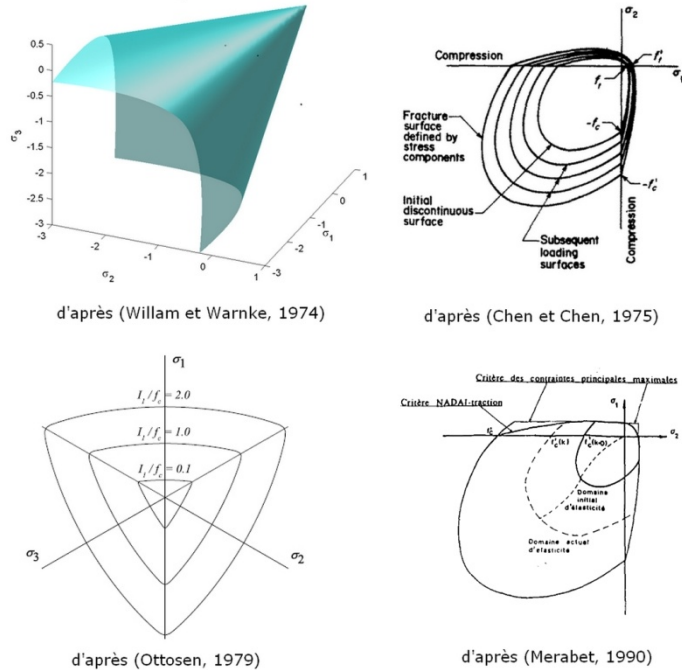 0.5
0
-0.5
-1
-1.5
-2
-2.5
-3
σ3
-3
-2
-1
0
1
σ2
-3
-2
-1
0
1
σ1
d'après (Willam et Warnke, 1974)
σ2
Compression
f't
ft
σ1
Fracture
surface
defined by
stress
components
-fc
-f'c
Initial
discontinuous
surface
Subsequent
loading
surfaces
Compression
d'après (Chen et Chen, 1975)
σ1
I1/fc = 2.0
I1/fc = 1.0
I1/fc = 0.1
σ3
σ2
d'après (Ottosen, 1979)
Critère des contraintes principales maximales
Critère NADAI-traction
σ1
σ2
f'c(k)
f'c(k=0)
Domaine
initial
d'élasticité
Domaine actuel
d'élasticité
d'après (Merabet, 1990)